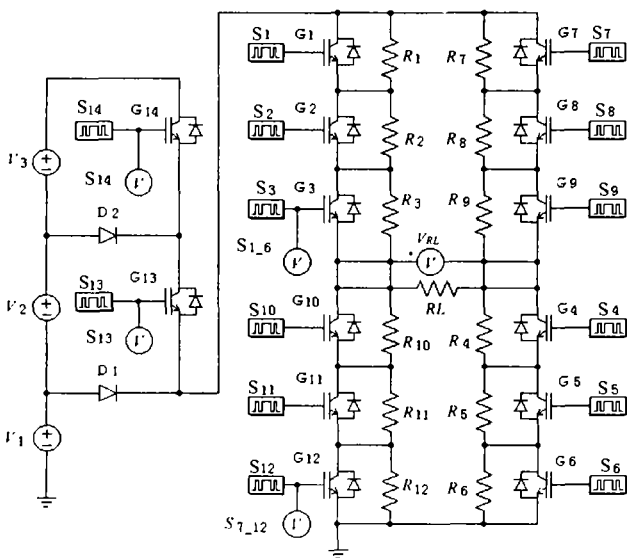 S1 G1 R1 R7 G7 S7
S14 G14
S2 G2 R2 R8 G8 S8
V3 V
S14
S3 G3 R3 R9 G9 S9
D2
VRL
V V
S1_6
S13 G13
RL
V2 V
S13
S10 G10 R10 R4 G4 S4
D1
S11 G11 R11 R5 G5 S5
V1
S12 G12 R12 R6 G6 S6
S7_12 V